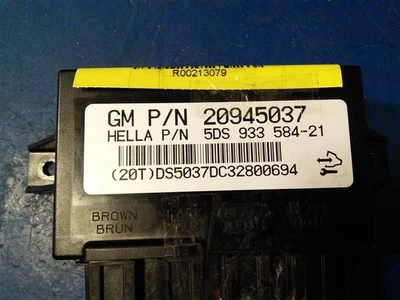 R00213079
GM P/N 20945037
HELLA P/N 5DS 933 584-21
(20T)DS5037DC32800694
BROWN
BRUN